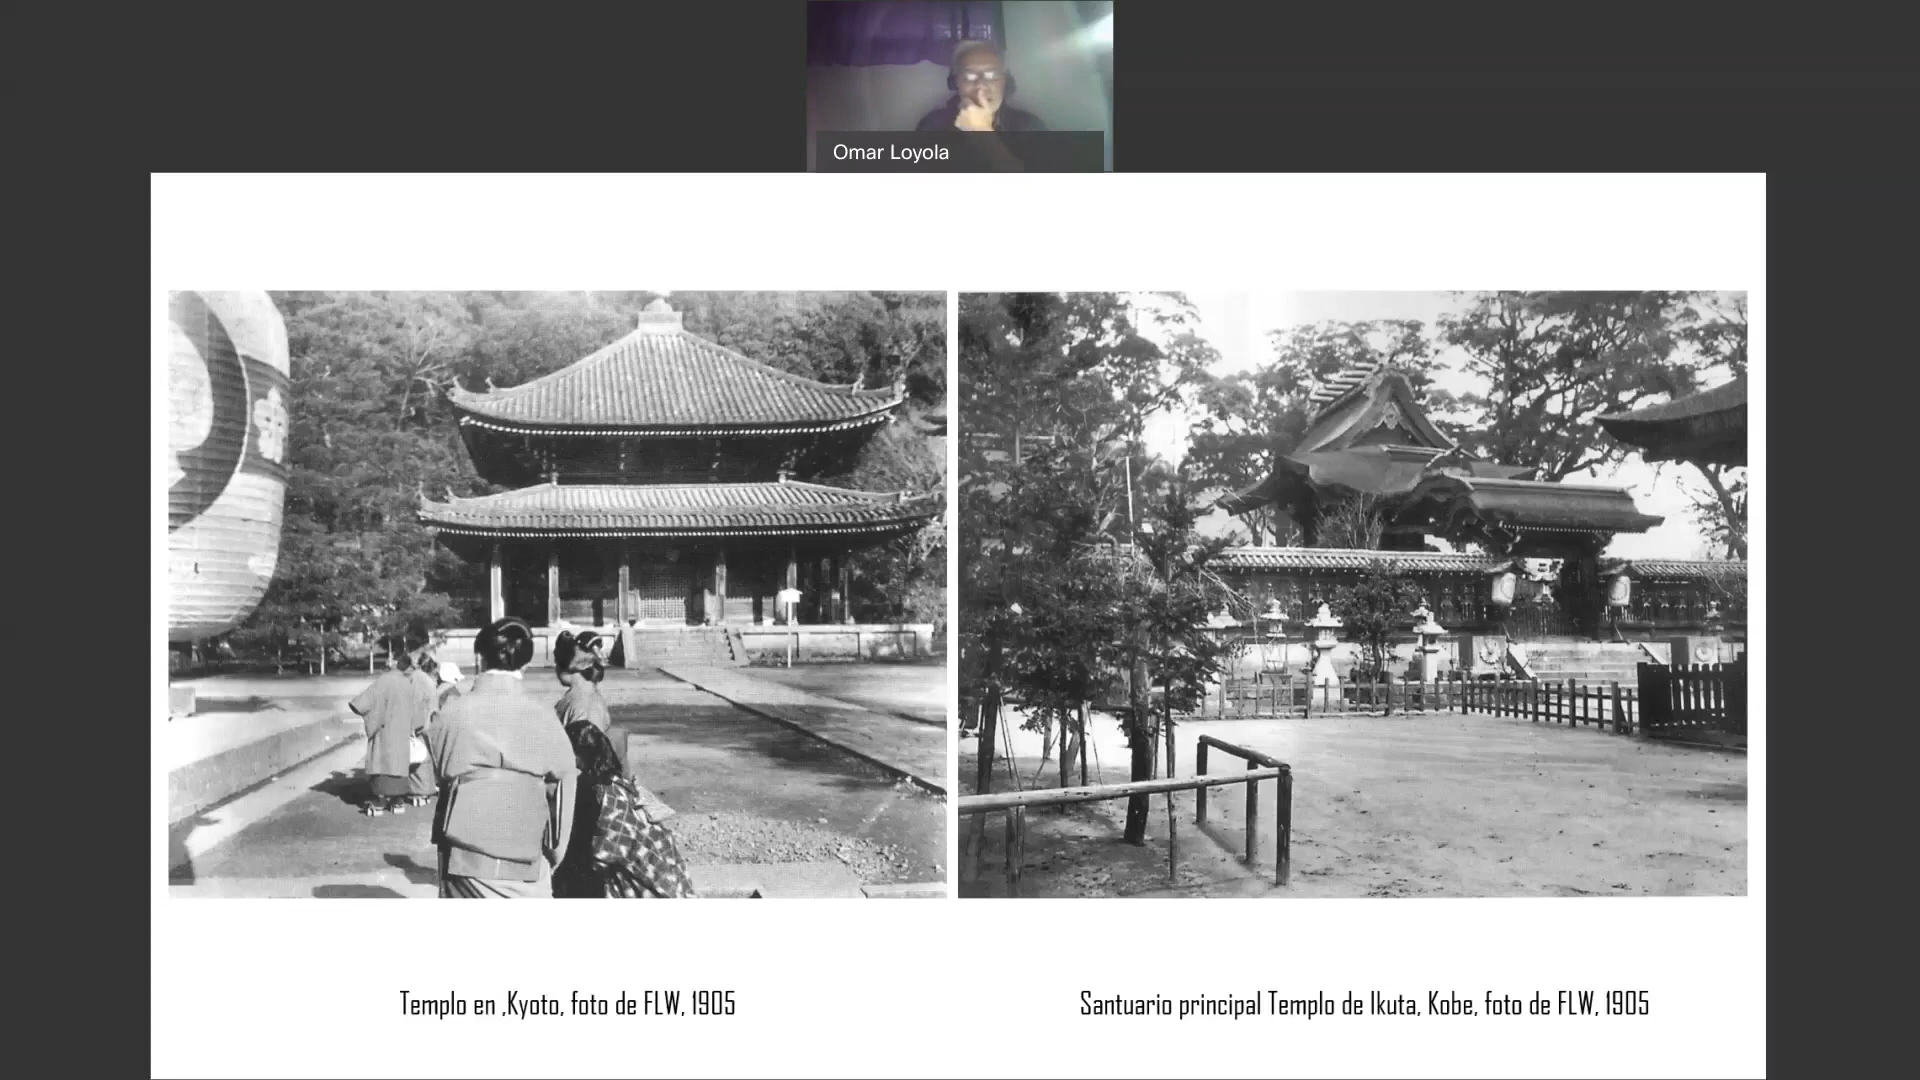 Omar Loyola
Templo en ,Kyoto, foto de FLW, 1905
Santuario principal Templo de Ikuta, Kobe, foto de FLW, 1905